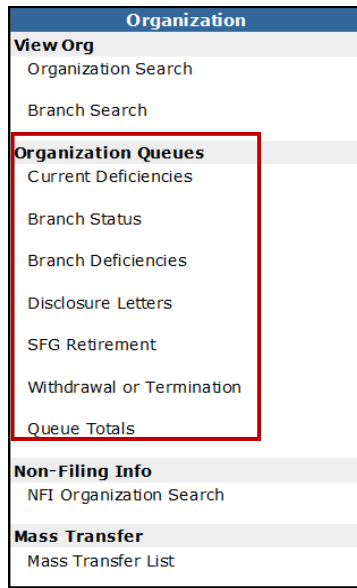 Organization
View Org
Organization Search
Branch Search
Organization Queues
Current Deficiencies
Branch Status
Branch Deficiencies
Disclosure Letters
SFG Retirement
Withdrawal or Termination
Queue Totals
Non-Filing Info
NFI Organization Search
Mass Transfer
Mass Transfer List